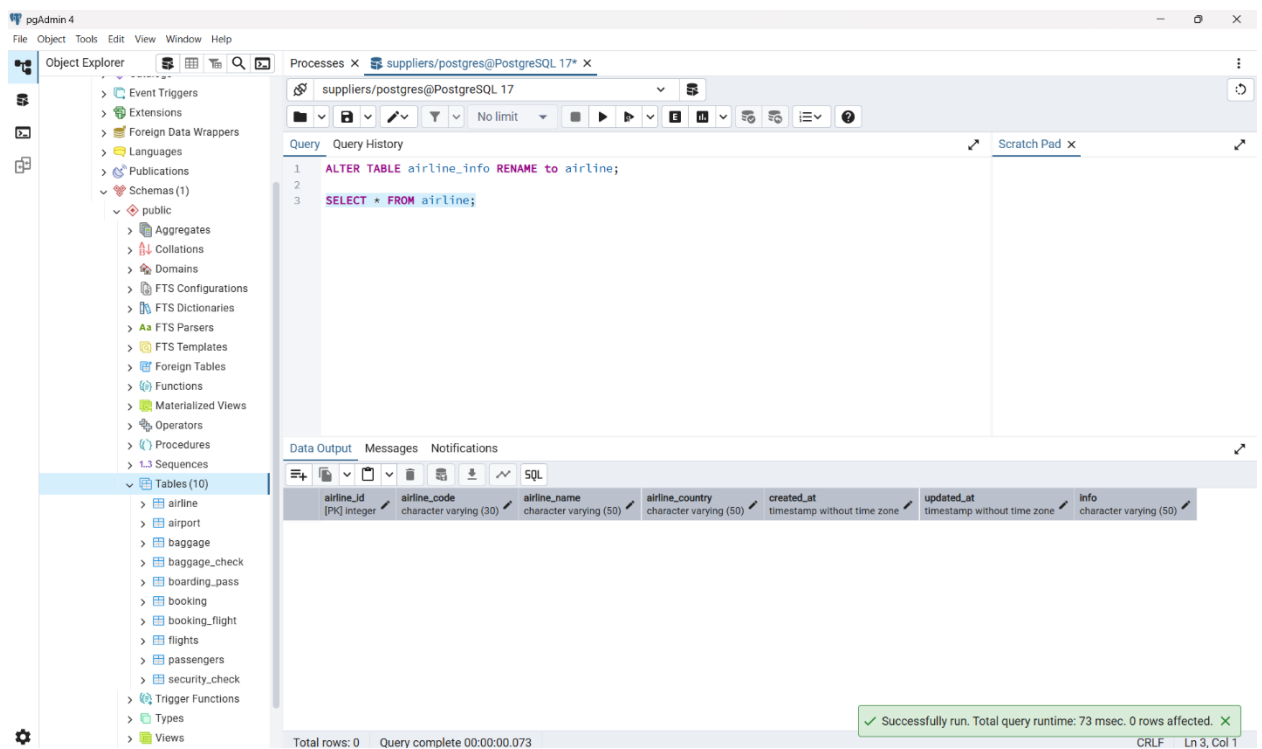 pgAdmin 4
File Object Tools Edit View Window Help
Object Explorer
Event Triggers
Extensions
Foreign Data Wrappers
Languages
Publications
Schemas (1)
public
Aggregates
Collations
Domains
FTS Configurations
FTS Dictionaries
Aa FTS Parsers
FTS Templates
Foreign Tables
Functions
Materialized Views
Operators
Procedures
1..3 Sequences
Tables (10)
airline
airport
baggage
baggage_check
boarding_pass
booking
booking_flight
flights
passengers
security_check
Trigger Functions
Types
Views
Processes X suppliers/postgres@PostgreSQL 17* X
suppliers/postgres@PostgreSQL 17
No limit E
Query Query History
Scratch Pad X
1 ALTER TABLE airline_info RENAME to airline;
2
3 SELECT * FROM airline;
Data Output Messages Notifications
SQL
airline_id airline_code airline_name airline_country created_at updated_at info
[PK] integer character varying (30) character varying (50) character varying (50) timestamp without time zone timestamp without time zone character varying (50)
Successfully run. Total query runtime: 73 msec. 0 rows affected. X
Total rows: 0 Query complete 00:00:00.073 CRLF Ln 3, Col 1